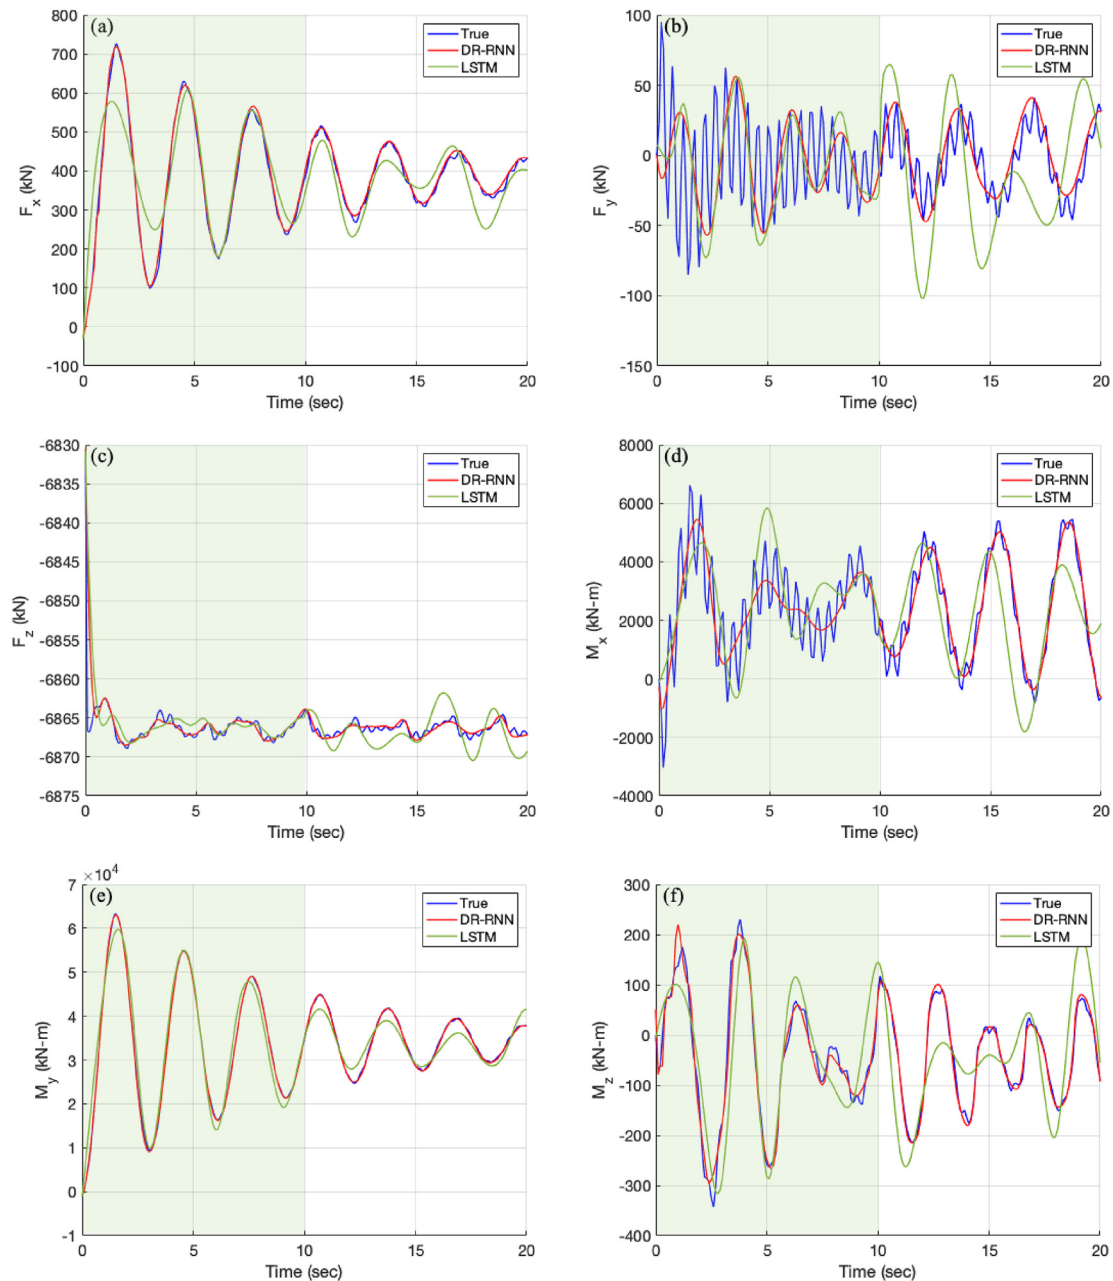 (a)
800
700
600
500
400
300
200
100
0
-100
F_x (kN)
True
DR-RNN
LSTM
0 5 10 15 20
Time (sec)
(b)
100
50
0
-50
-100
-150
F_y (kN)
True
DR-RNN
LSTM
0 5 10 15 20
Time (sec)
(c)
-6830
-6835
-6840
-6845
-6850
-6855
-6860
-6865
-6870
-6875
F_z (kN)
True
DR-RNN
LSTM
0 5 10 15 20
Time (sec)
(d)
8000
6000
4000
2000
0
-2000
-4000
M_x (kN-m)
True
DR-RNN
LSTM
0 5 10 15 20
Time (sec)
(e)
×10^4
7
6
5
4
3
2
1
0
-1
M_y (kN-m)
True
DR-RNN
LSTM
0 5 10 15 20
Time (sec)
(f)
300
200
100
0
-100
-200
-300
-400
M_z (kN-m)
True
DR-RNN
LSTM
0 5 10 15 20
Time (sec)